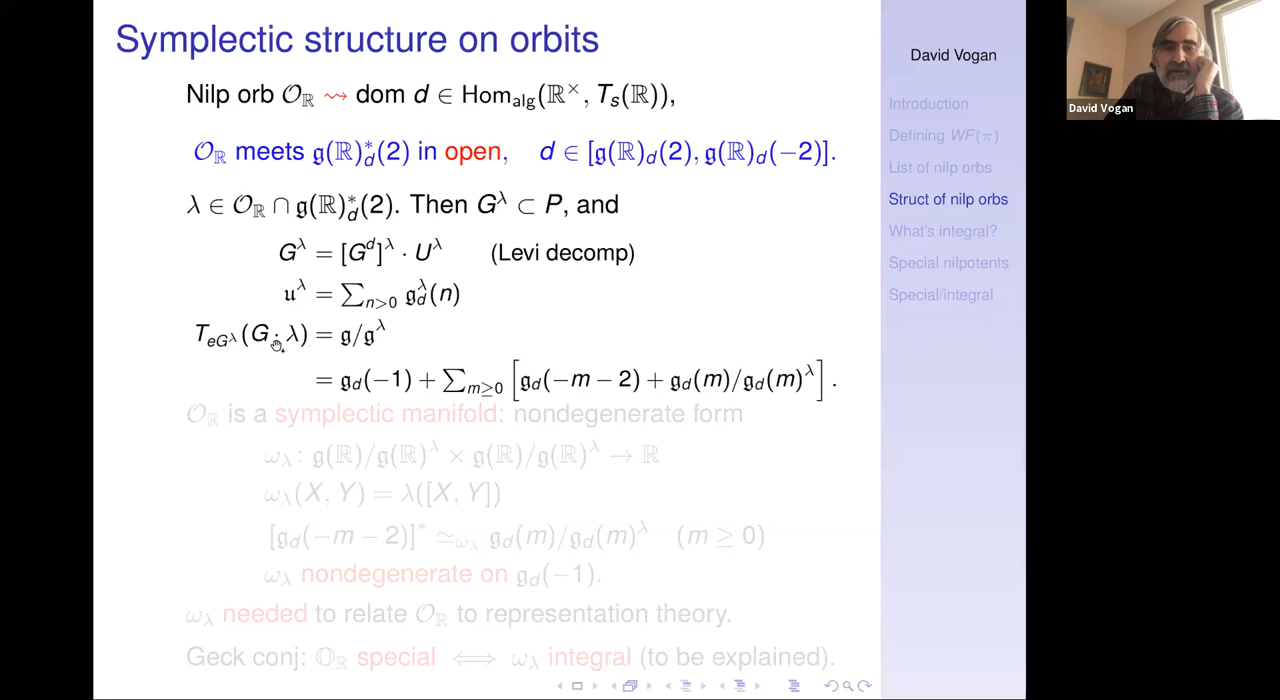 Symplectic structure on orbits
Nilp orb 𝒪_ℝ ⇝ dom d ∈ Hom_alg(ℝ^×, T_s(ℝ)),
𝒪_ℝ meets 𝔤(ℝ)*_d(2) in open, d ∈ [𝔤(ℝ)_d(2), 𝔤(ℝ)_d(−2)].
λ ∈ 𝒪_ℝ ∩ 𝔤(ℝ)*_d(2). Then G^λ ⊂ P, and
G^λ = [G^d]^λ · U^λ (Levi decomp)
𝔲^λ = ∑_{n>0} 𝔤_d^λ(n)
T_{eG^λ}(G · λ) = 𝔤/𝔤^λ
= 𝔤_d(−1) + ∑_{m≥0} [𝔤_d(−m − 2) + 𝔤_d(m)/𝔤_d(m)^λ].
𝒪_ℝ is a symplectic manifold: nondegenerate form
ω_λ: 𝔤(ℝ)/𝔤(ℝ)^λ × 𝔤(ℝ)/𝔤(ℝ)^λ → ℝ
ω_λ(X, Y) = λ([X, Y])
[𝔤_d(−m − 2)]* ≃_{ω_λ} 𝔤_d(m)/𝔤_d(m)^λ (m ≥ 0)
ω_λ nondegenerate on 𝔤_d(−1).
ω_λ needed to relate 𝒪_ℝ to representation theory.
Geck conj: 𝕆_ℝ special ⟺ ω_λ integral (to be explained).
David Vogan
Introduction
Defining WF(π)
List of nilp orbs
Struct of nilp orbs
What's integral?
Special nilpotents
Special/integral
David Vogan